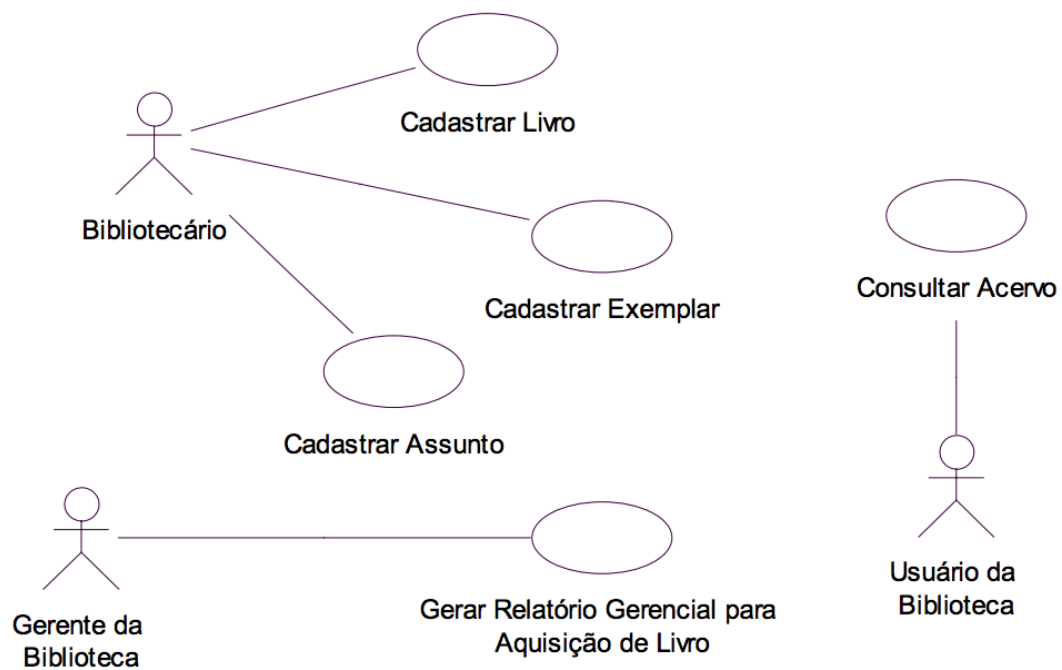 Cadastrar Livro
Bibliotecário
Cadastrar Exemplar
Consultar Acervo
Cadastrar Assunto
Gerente da
Biblioteca
Gerar Relatório Gerencial para
Aquisição de Livro
Usuário da
Biblioteca